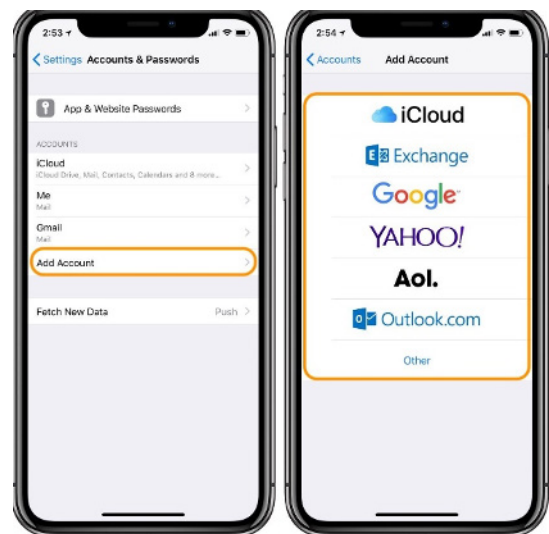 2:53
Settings Accounts & Passwords
App & Website Passwords
ACCOUNTS
iCloud
iCloud Drive, Mail, Contacts, Calendars and 8 more...
Me
Mail
Gmail
Mail
Add Account
Fetch New Data Push
2:54
Accounts Add Account
iCloud
E Exchange
Google
YAHOO!
Aol.
o Outlook.com
Other